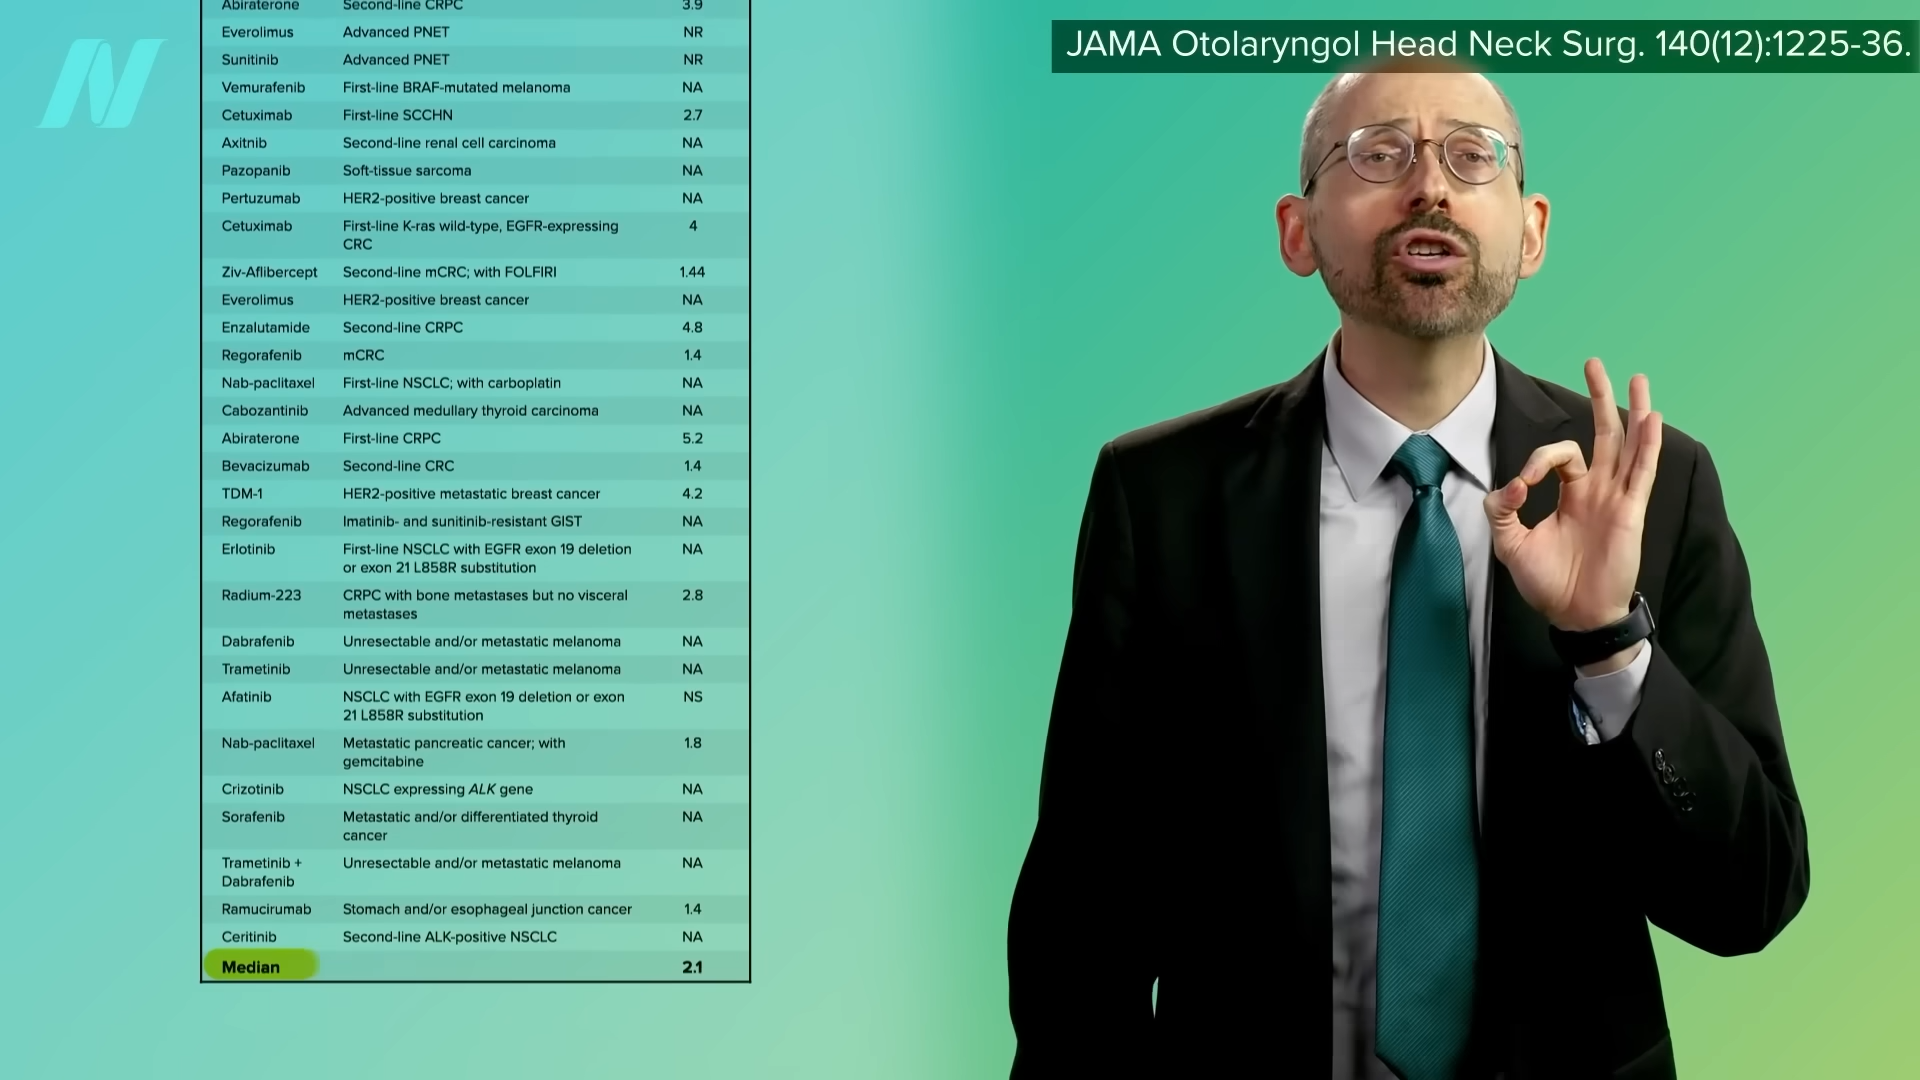 JAMA Otolaryngol Head Neck Surg. 140(12):1225-36.
Abiraterone Second-line CRPC 3.9
Everolimus Advanced PNET NR
Sunitinib Advanced PNET NR
Vemurafenib First-line BRAF-mutated melanoma NA
Cetuximab First-line SCCHN 2.7
Axitnib Second-line renal cell carcinoma NA
Pazopanib Soft-tissue sarcoma NA
Pertuzumab HER2-positive breast cancer NA
Cetuximab First-line K-ras wild-type, EGFR-expressing 4
CRC
Ziv-Aflibercept Second-line mCRC; with FOLFIRI 1.44
Everolimus HER2-positive breast cancer NA
Enzalutamide Second-line CRPC 4.8
Regorafenib mCRC 1.4
Nab-paclitaxel First-line NSCLC; with carboplatin NA
Cabozantinib Advanced medullary thyroid carcinoma NA
Abiraterone First-line CRPC 5.2
Bevacizumab Second-line CRC 1.4
TDM-1 HER2-positive metastatic breast cancer 4.2
Regorafenib Imatinib- and sunitinib-resistant GIST NA
Erlotinib First-line NSCLC with EGFR exon 19 deletion NA
or exon 21 L858R substitution
Radium-223 CRPC with bone metastases but no visceral 2.8
metastases
Dabrafenib Unresectable and/or metastatic melanoma NA
Trametinib Unresectable and/or metastatic melanoma NA
Afatinib NSCLC with EGFR exon 19 deletion or exon NS
21 L858R substitution
Nab-paclitaxel Metastatic pancreatic cancer; with 1.8
gemcitabine
Crizotinib NSCLC expressing ALK gene NA
Sorafenib Metastatic and/or differentiated thyroid NA
cancer
Trametinib + Unresectable and/or metastatic melanoma NA
Dabrafenib
Ramucirumab Stomach and/or esophageal junction cancer 1.4
Ceritinib Second-line ALK-positive NSCLC NA
Median 2.1